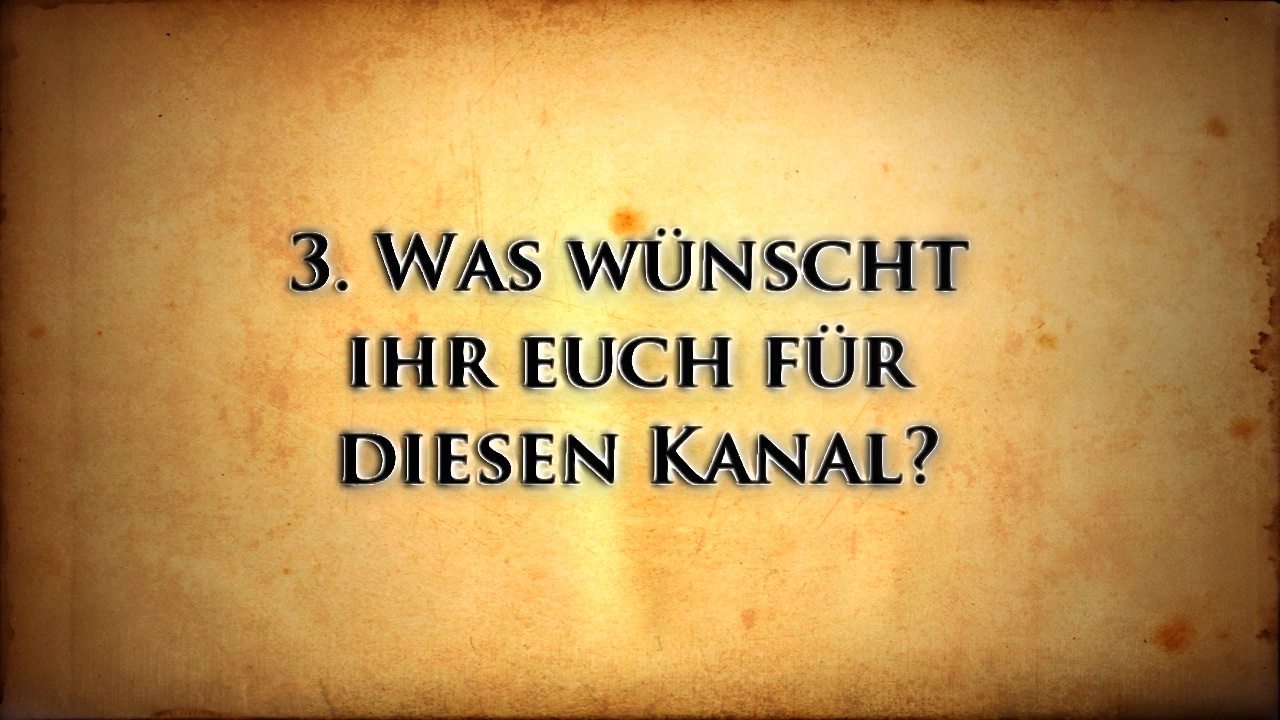 3. Was wünscht
ihr euch für
diesen Kanal?